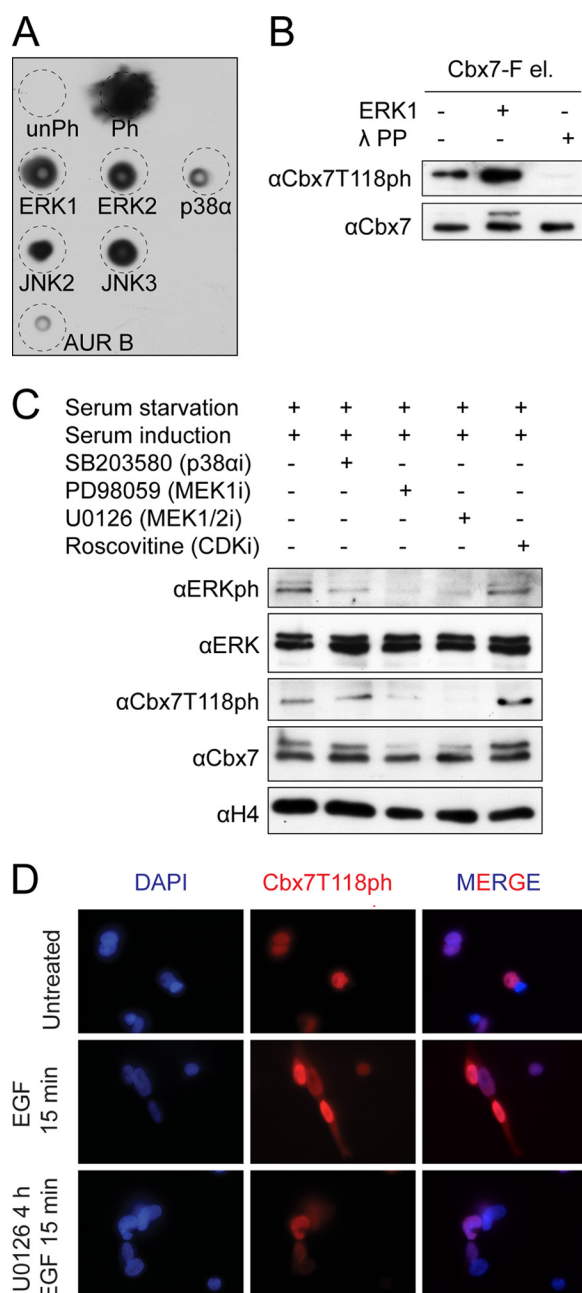 A
unPh Ph
ERK1 ERK2 p38α
JNK2 JNK3
AUR B
B
Cbx7-F el.
ERK1 - + -
λ PP - - +
αCbx7T118ph
αCbx7
C
Serum starvation + + + + +
Serum induction + + + + +
SB203580 (p38αi) - + - - -
PD98059 (MEK1i) - - + - -
U0126 (MEK1/2i) - - - + -
Roscovitine (CDKi) - - - - +
αERKph
αERK
αCbx7T118ph
αCbx7
αH4
D
DAPI Cbx7T118ph MERGE
Untreated
EGF
15 min
U0126 4 h
EGF 15 min